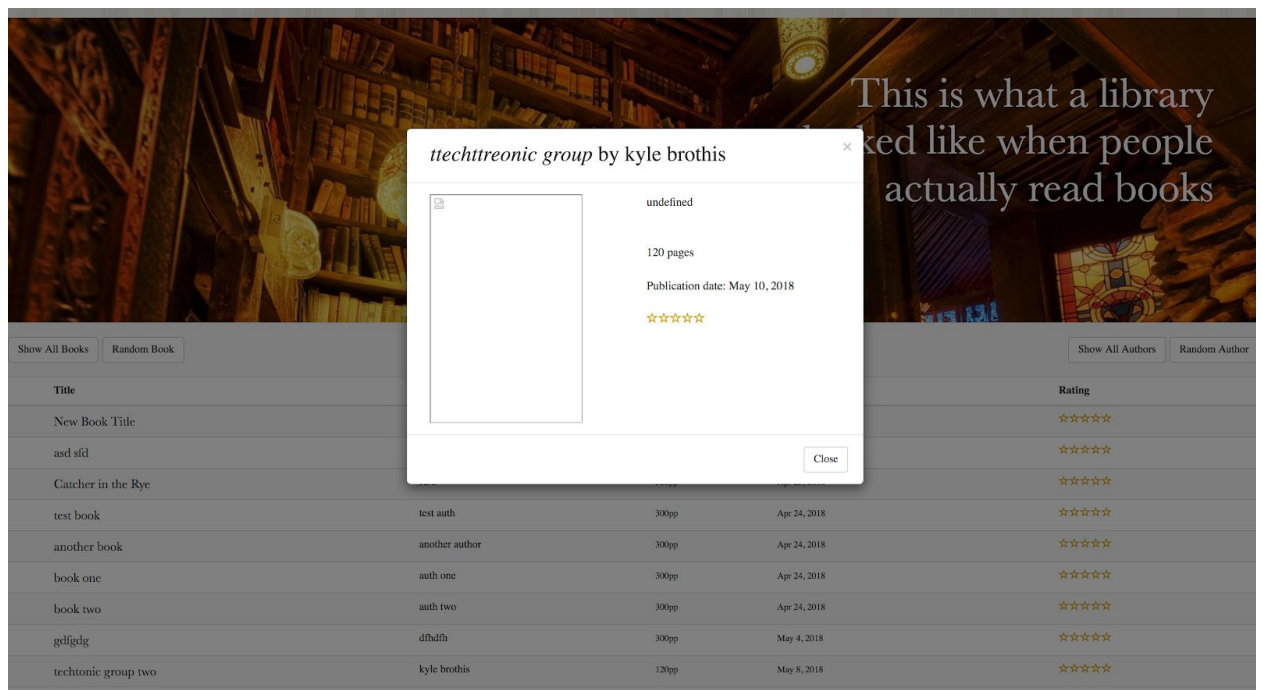 This is what a library
ked like when people
actually read books
ttechttreonic group by kyle brothis ×
undefined
120 pages
Publication date: May 10, 2018
Close
Show All Books Random Book Show All Authors Random Author
Title Rating
New Book Title
asd sfd
Catcher in the Rye
test book test auth 300pp Apr 24, 2018
another book another author 300pp Apr 24, 2018
book one auth one 300pp Apr 24, 2018
book two auth two 300pp Apr 24, 2018
gdfgdg dfhdfh 300pp May 4, 2018
techtonic group two kyle brothis 120pp May 8, 2018